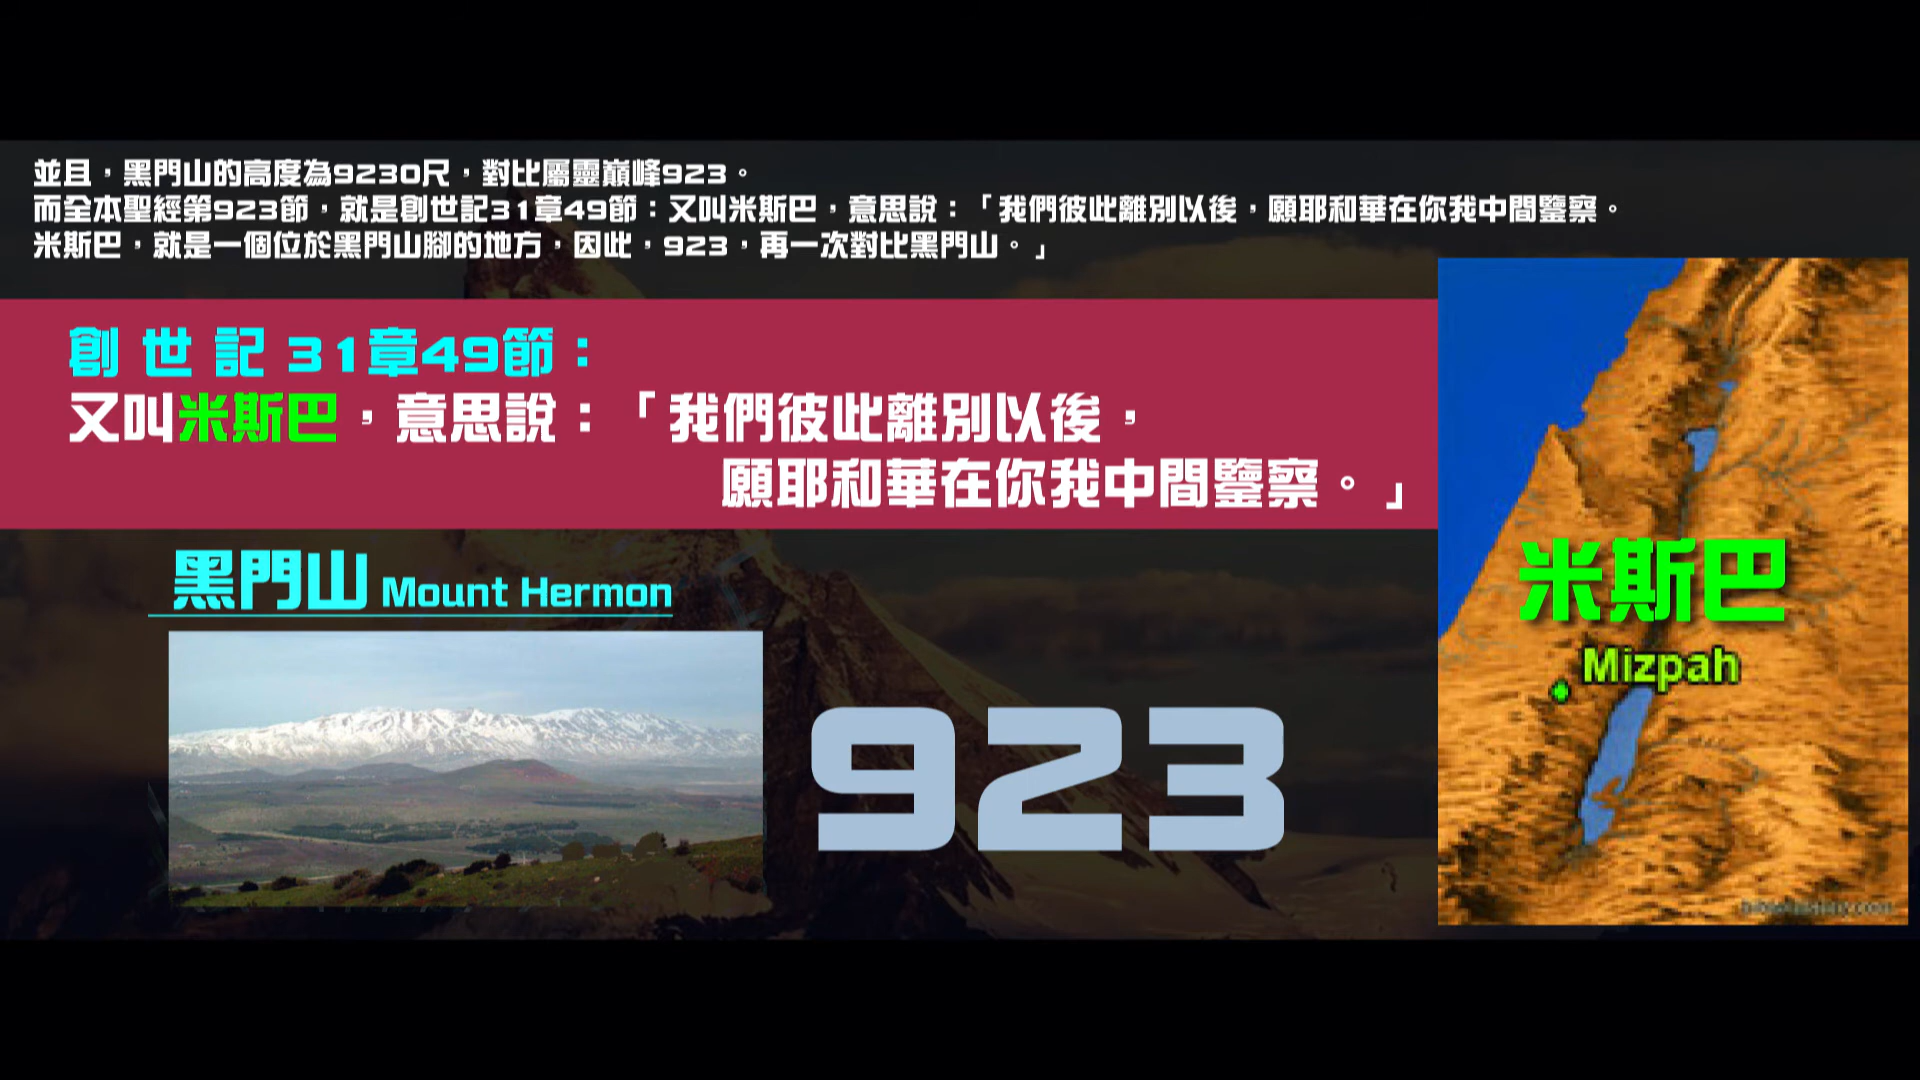 並且，黑門山的高度為9230尺，對比屬靈巔峰923。
而全本聖經第923節，就是創世記31章49節：又叫米斯巴，意思說：「我們彼此離別以後，願耶和華在你我中間鑒察。
米斯巴，就是一個位於黑門山腳的地方，因此，923，再一次對比黑門山。」
創世記31章49節：
又叫米斯巴，意思說：「我們彼此離別以後，
願耶和華在你我中間鑒察。」
黑門山 Mount Hermon
923
米斯巴
Mizpah